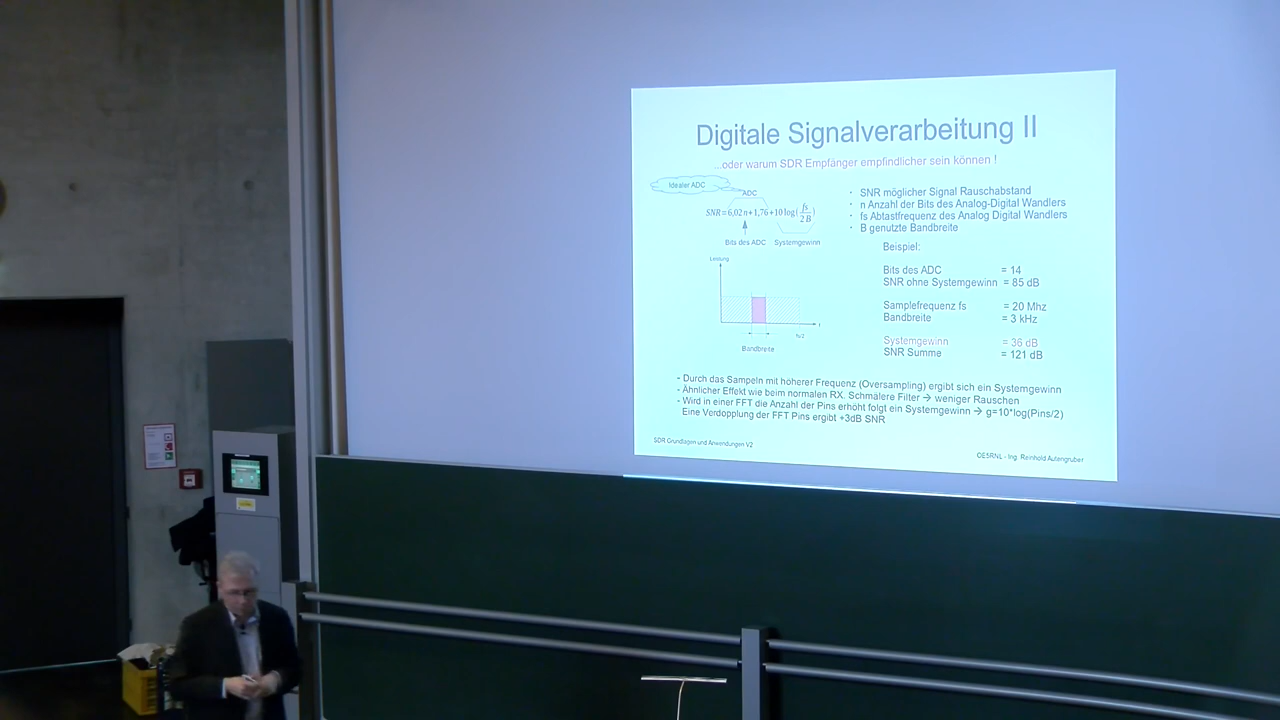 Digitale Signalverarbeitung II
...oder warum SDR Empfänger empfindlicher sein können !
Idealer ADC
ADC
SNR=6,02n+1,76+10log(fs/2B)
Bits des ADC Systemgewinn
· SNR möglicher Signal Rauschabstand
· n Anzahl der Bits des Analog-Digital Wandlers
· fs Abtastfrequenz des Analog Digital Wandlers
· B genutzte Bandbreite
Beispiel:
Bits des ADC = 14
SNR ohne Systemgewinn = 85 dB
Samplefrequenz fs = 20 Mhz
Bandbreite = 3 kHz
Systemgewinn = 36 dB
SNR Summe = 121 dB
Leistung
f
fs/2
Bandbreite
- Durch das Sampeln mit höherer Frequenz (Oversampling) ergibt sich ein Systemgewinn
- Ähnlicher Effekt wie beim normalen RX. Schmälere Filter → weniger Rauschen
- Wird in einer FFT die Anzahl der Pins erhöht folgt ein Systemgewinn → g=10*log(Pins/2)
Eine Verdopplung der FFT Pins ergibt +3dB SNR
SDR Grundlagen und Anwendungen V2
OE5RNL - Ing. Reinhold Autengruber